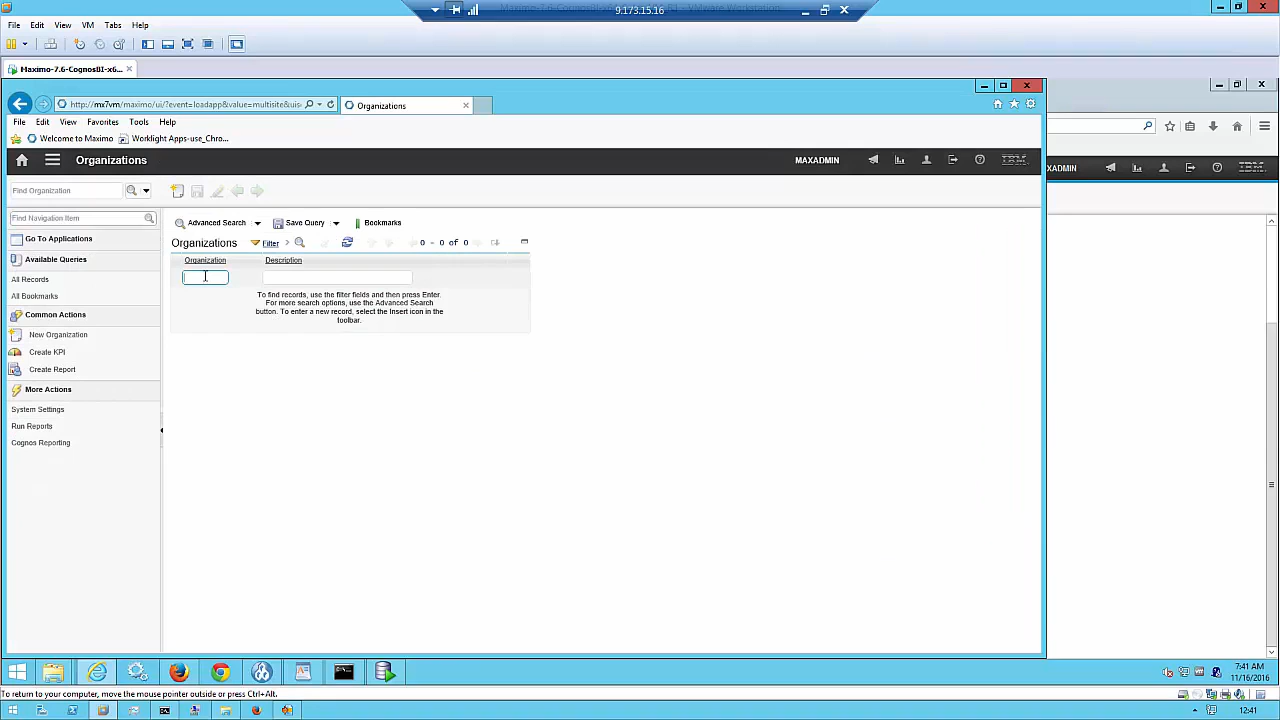 9.173.15.16
File Edit View VM Tabs Help
Maximo-7.6-CognosBI-x6...
http://mx7vm/maximo/ui/?event=loadapp&value=multisite&uis
Organizations
File Edit View Favorites Tools Help
Welcome to Maximo Worklight Apps-use_Chro...
Organizations MAXADMIN IBM
MAXADMIN IBM
Find Organization
Find Navigation Item
Go To Applications
Available Queries
All Records
All Bookmarks
Common Actions
New Organization
Create KPI
Create Report
More Actions
System Settings
Run Reports
Cognos Reporting
Advanced Search Save Query Bookmarks
Organizations Filter 0 - 0 of 0
Organization Description
To find records, use the filter fields and then press Enter.
For more search options, use the Advanced Search
button. To enter a new record, select the Insert icon in the
toolbar.
7:41 AM
11/16/2016
To return to your computer, move the mouse pointer outside or press Ctrl+Alt.
12:41